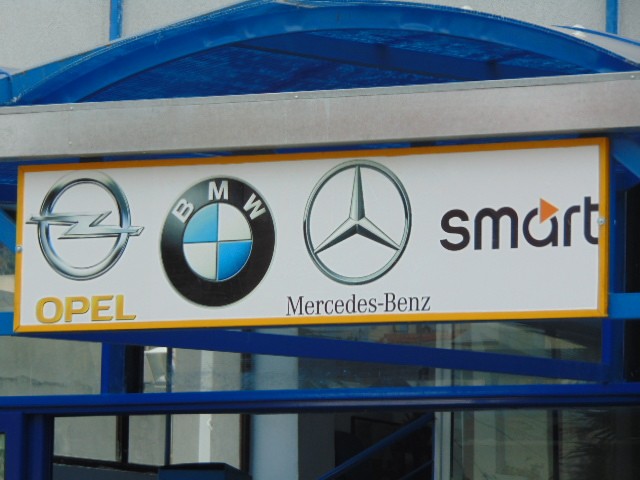 OPEL
BMW
Mercedes-Benz
smart